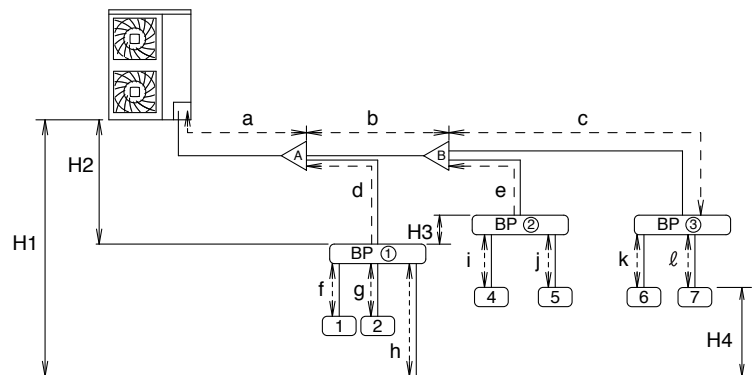 a b c
A B
H2
d e
H1
BP ① H3 BP ② BP ③
f g i j k ℓ
4 5 6 7
1 2
h H4